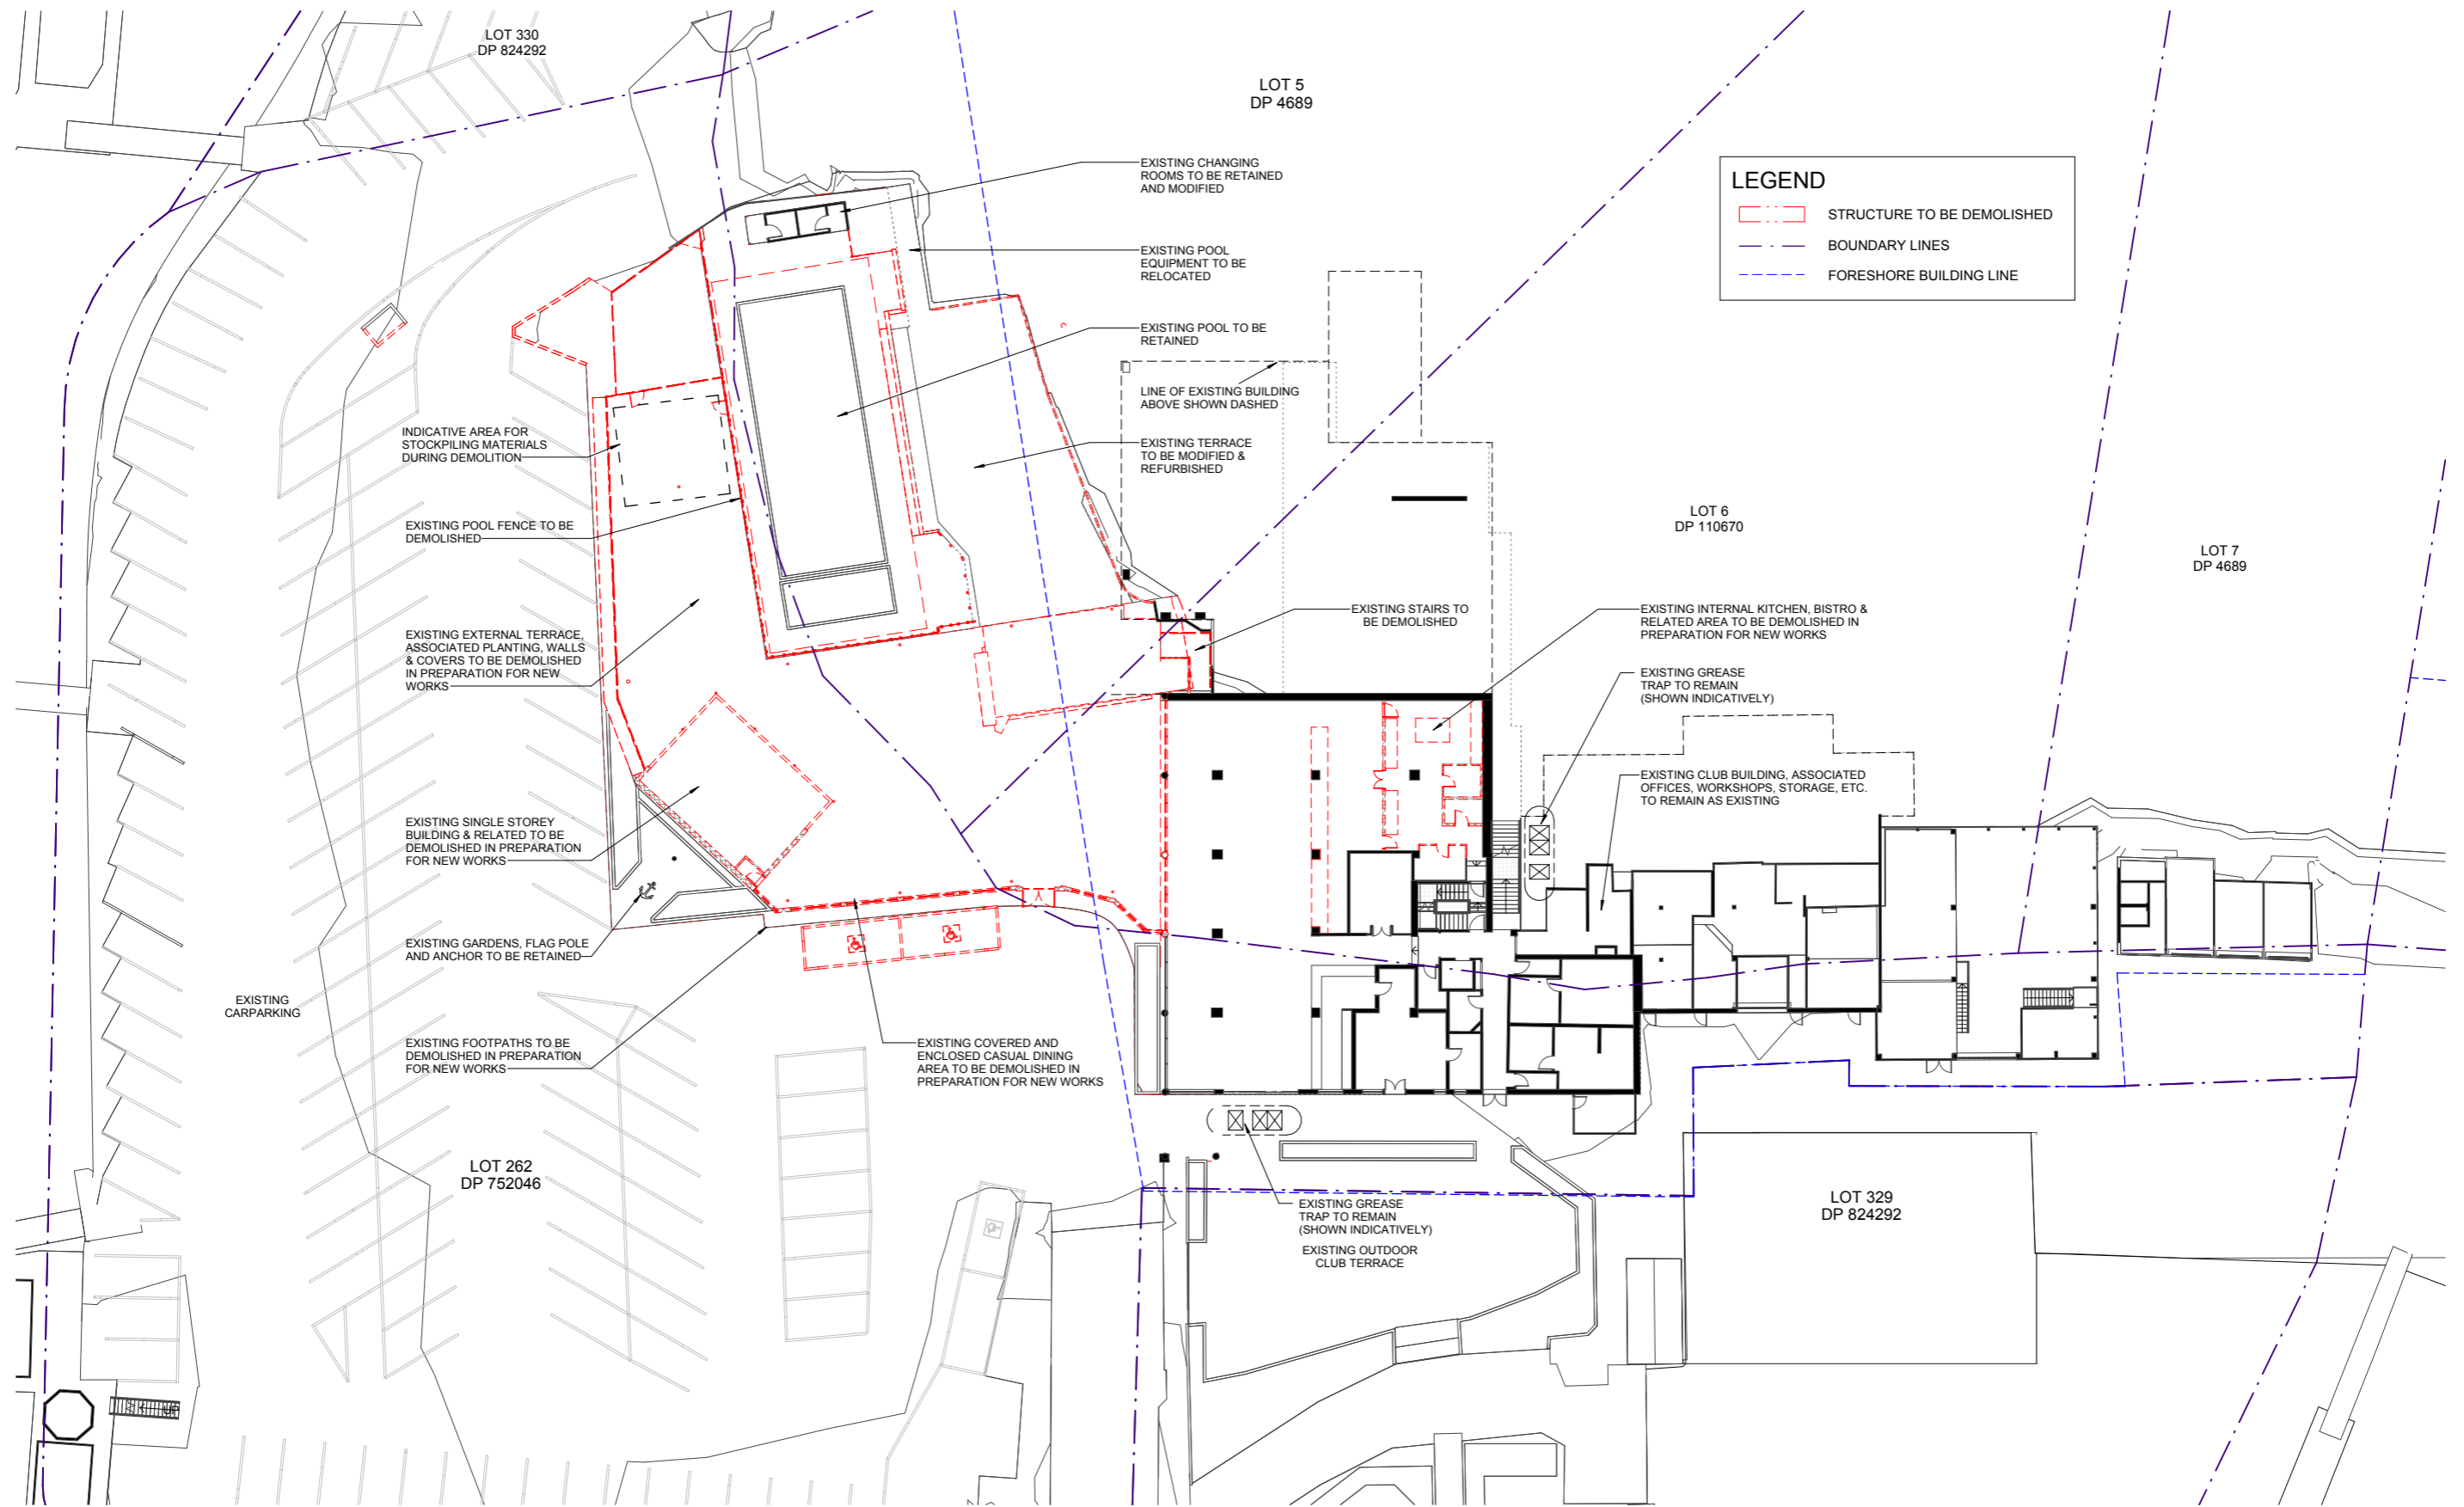 LOT 330
DP 824292
LOT 5
DP 4689
EXISTING CHANGING
ROOMS TO BE RETAINED
AND MODIFIED
LEGEND
STRUCTURE TO BE DEMOLISHED
BOUNDARY LINES
FORESHORE BUILDING LINE
EXISTING POOL
EQUIPMENT TO BE
RELOCATED
EXISTING POOL TO BE
RETAINED
LINE OF EXISTING BUILDING
ABOVE SHOWN DASHED
INDICATIVE AREA FOR
STOCKPILING MATERIALS
DURING DEMOLITION
EXISTING TERRACE
TO BE MODIFIED &
REFURBISHED
EXISTING POOL FENCE TO BE
DEMOLISHED
LOT 6
DP 110670
LOT 7
DP 4689
EXISTING EXTERNAL TERRACE,
ASSOCIATED PLANTING, WALLS
& COVERS TO BE DEMOLISHED
IN PREPARATION FOR NEW
WORKS
EXISTING STAIRS TO
BE DEMOLISHED
EXISTING INTERNAL KITCHEN, BISTRO &
RELATED AREA TO BE DEMOLISHED IN
PREPARATION FOR NEW WORKS
EXISTING GREASE
TRAP TO REMAIN
(SHOWN INDICATIVELY)
EXISTING CLUB BUILDING, ASSOCIATED
OFFICES, WORKSHOPS, STORAGE, ETC.
TO REMAIN AS EXISTING
EXISTING SINGLE STOREY
BUILDING & RELATED TO BE
DEMOLISHED IN PREPARATION
FOR NEW WORKS
EXISTING GARDENS, FLAG POLE
AND ANCHOR TO BE RETAINED
EXISTING
CARPARKING
EXISTING FOOTPATHS TO BE
DEMOLISHED IN PREPARATION
FOR NEW WORKS
EXISTING COVERED AND
ENCLOSED CASUAL DINING
AREA TO BE DEMOLISHED IN
PREPARATION FOR NEW WORKS
LOT 262
DP 752046
EXISTING GREASE
TRAP TO REMAIN
(SHOWN INDICATIVELY)
EXISTING OUTDOOR
CLUB TERRACE
LOT 329
DP 824292
UP